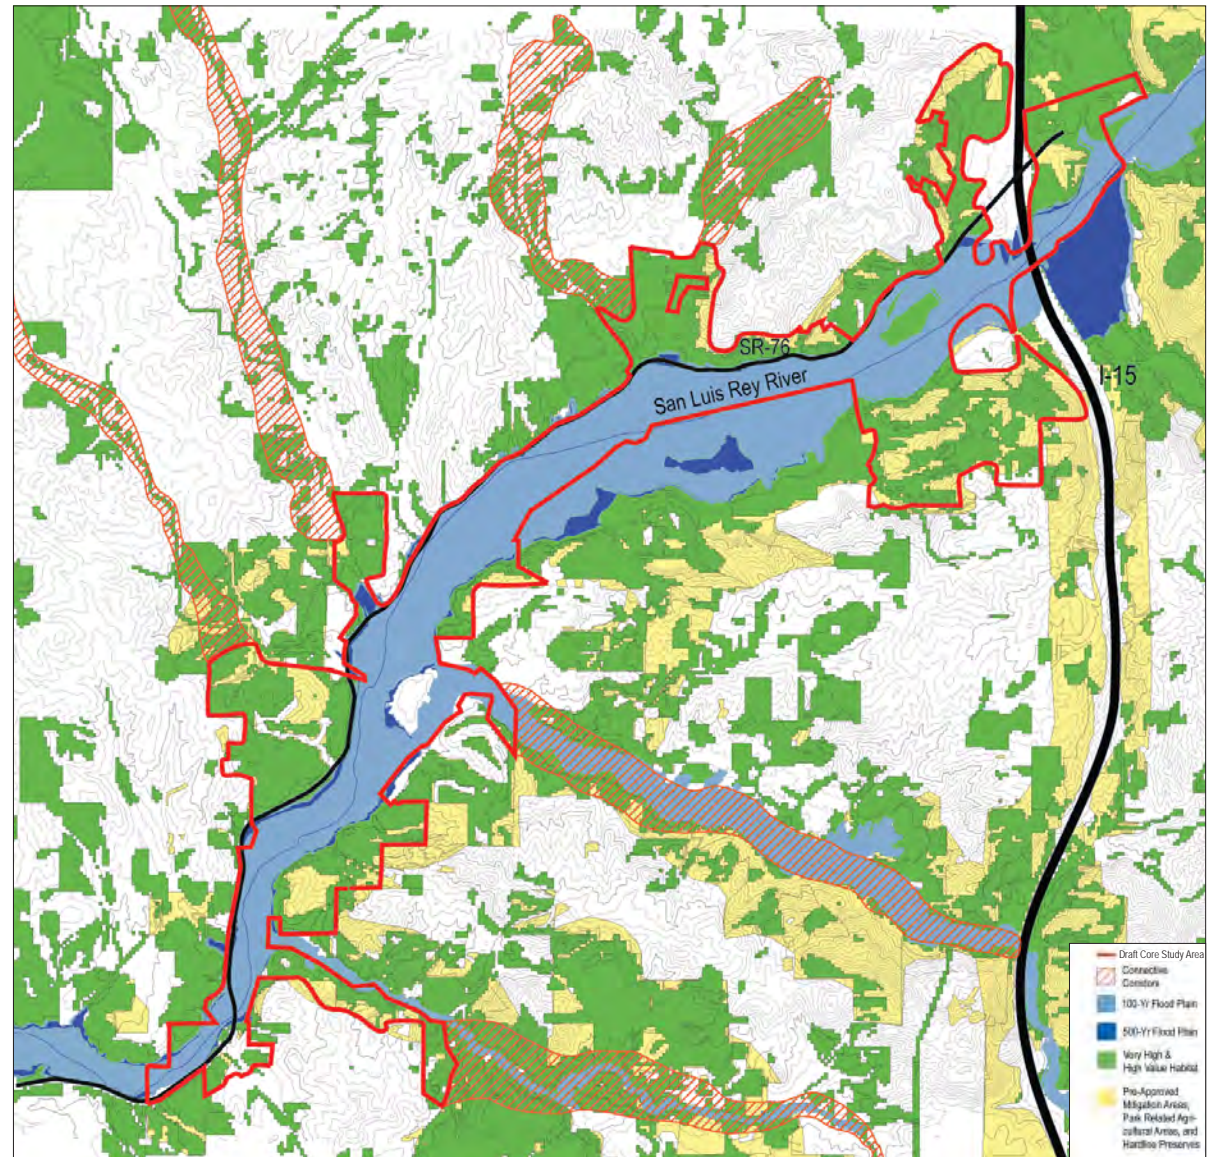 SR-76
San Luis Rey River
I-15
Draft Core Study Area
Connective
Corridors
100-Yr Flood Plain
500-Yr Flood Plain
Very High &
High Value Habitat
Pre-Approved
Mitigation Areas,
Park Related Agri-
cultural Areas, and
Hardline Preserves